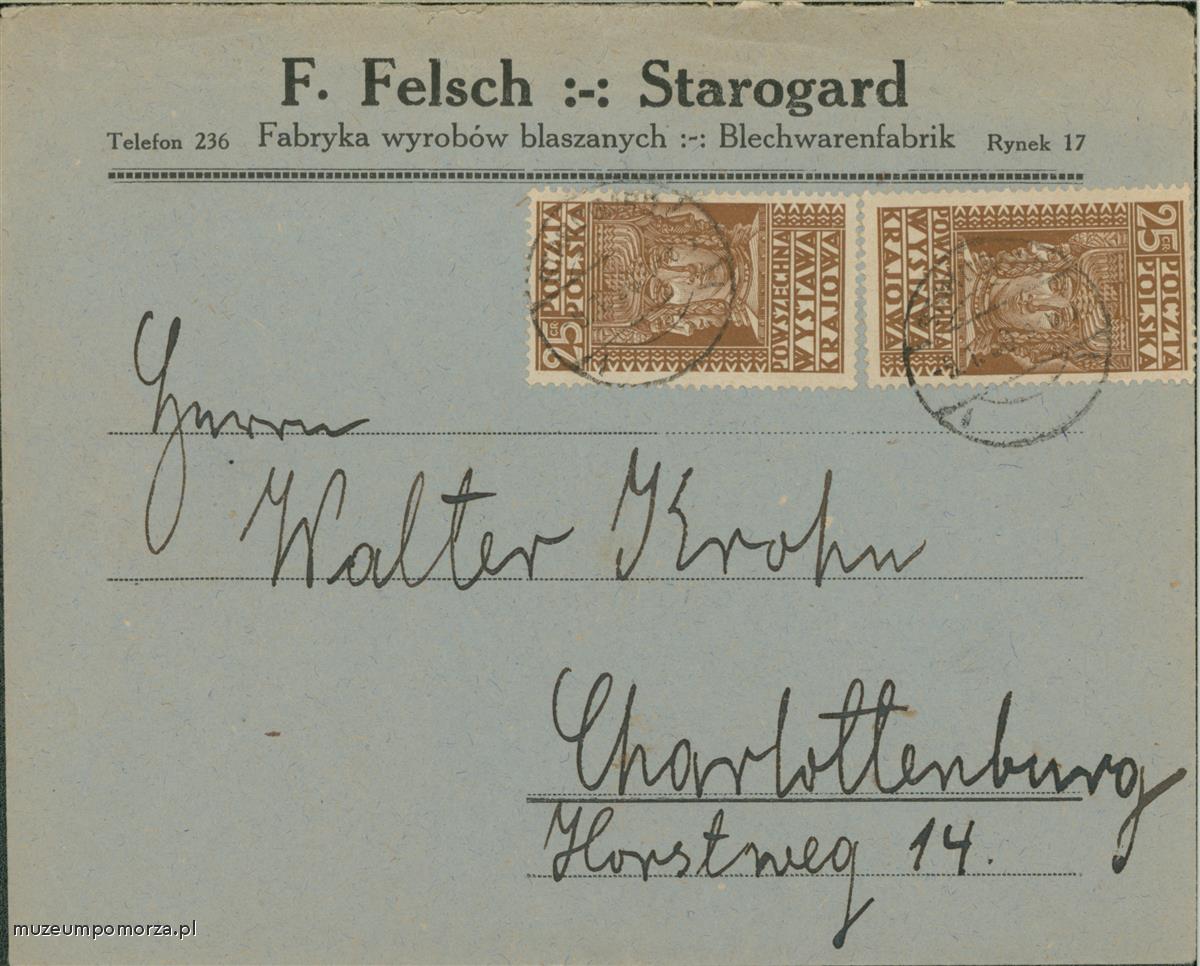 F. Felsch :-: Starogard
Telefon 236 Fabryka wyrobów blaszanych :-: Blechwarenfabrik Rynek 17
25 GR POCZTA POLSKA
POWSZECHNA WYSTAWA KRAJOWA
25 GR POCZTA POLSKA
POWSZECHNA WYSTAWA KRAJOWA
Herrn
Walter Krohn
Charlottenburg
Horstweg 14.
muzeumpomorza.pl